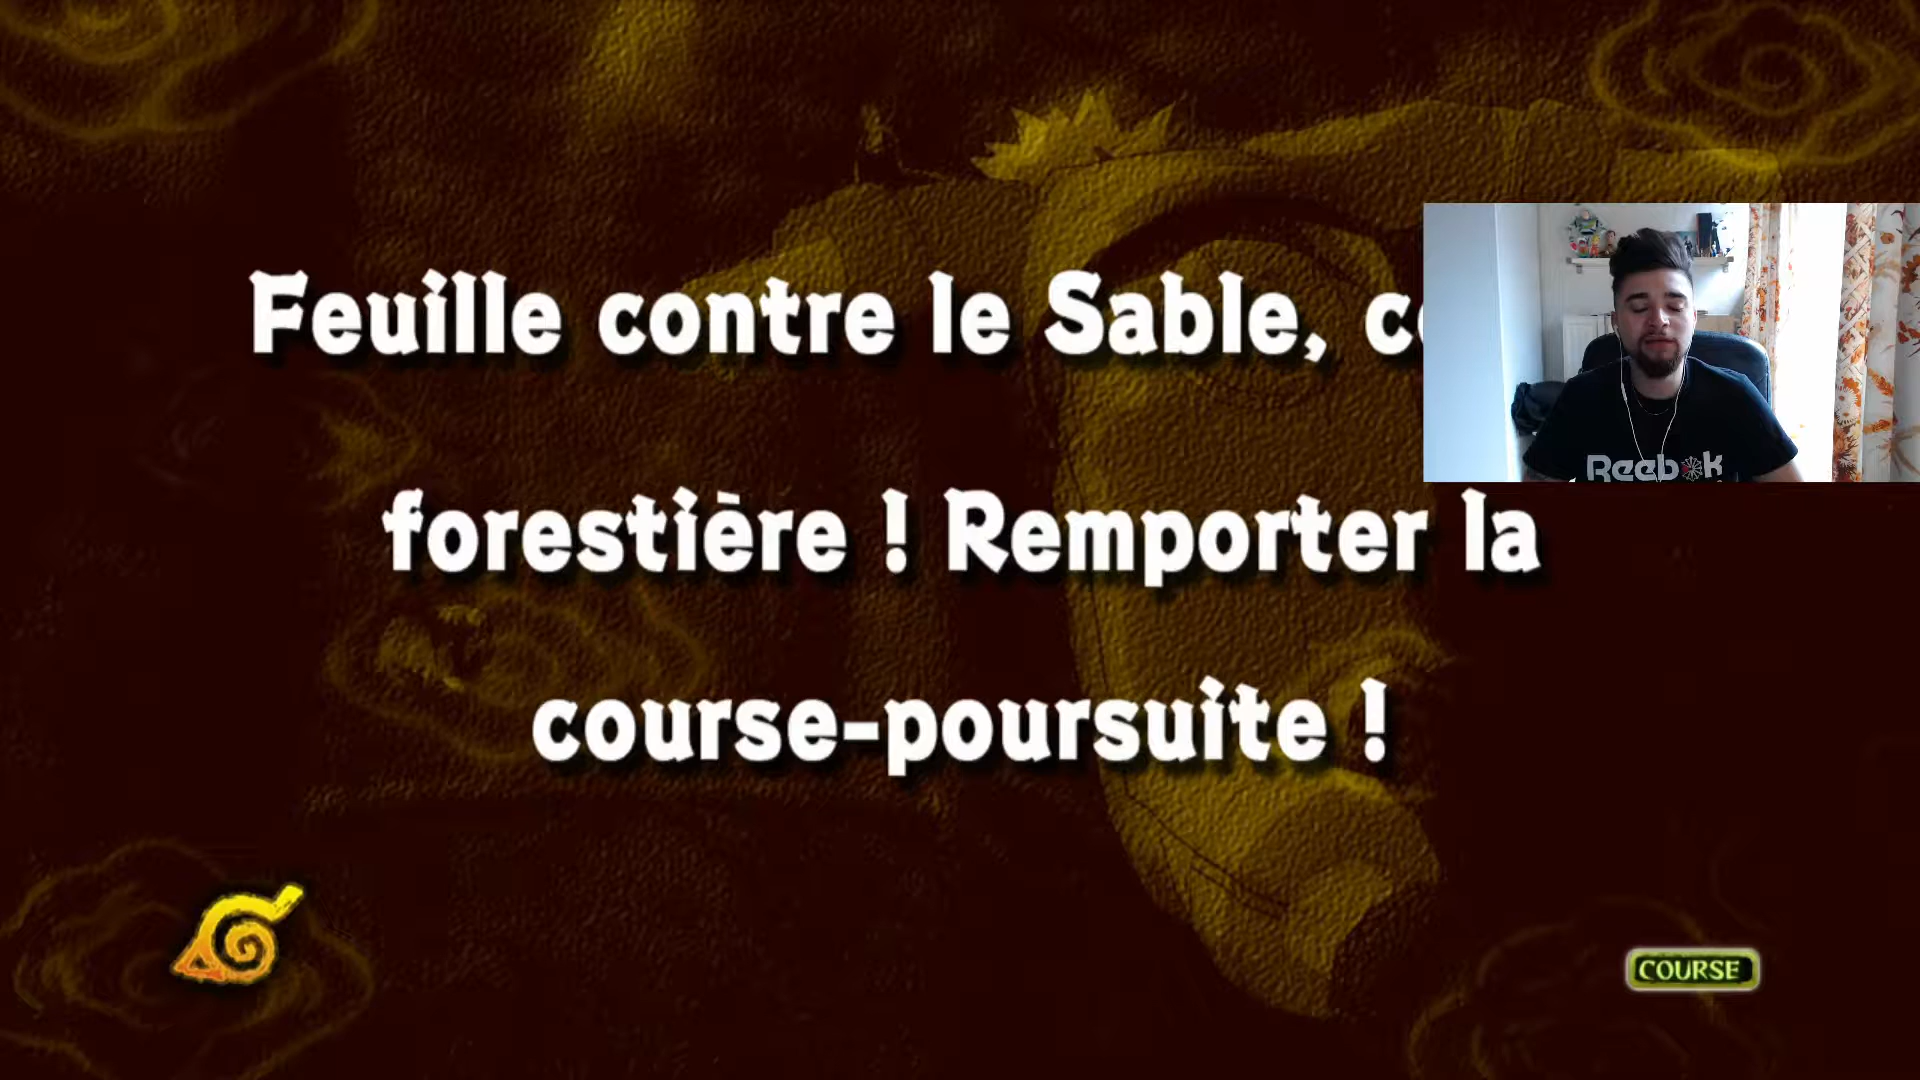 Feuille contre le Sable,
forestière ! Remporter la
course-poursuite !
Reebok
COURSE